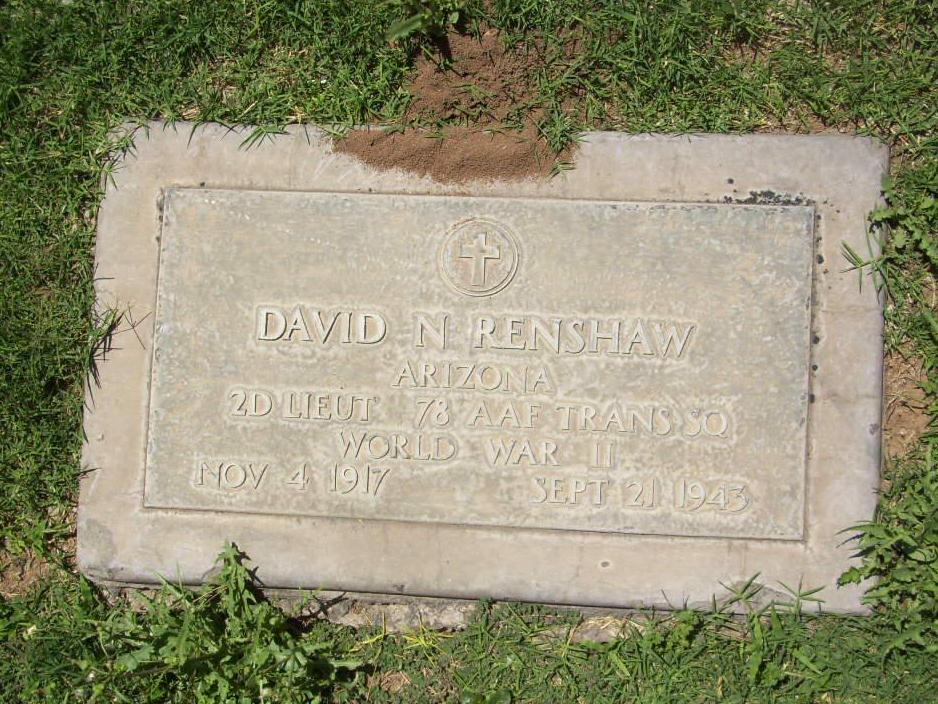 DAVID N RENSHAW
ARIZONA
2D LIEUT 78 AAF TRANS SQ
WORLD WAR II
NOV 4 1917 SEPT 21 1943